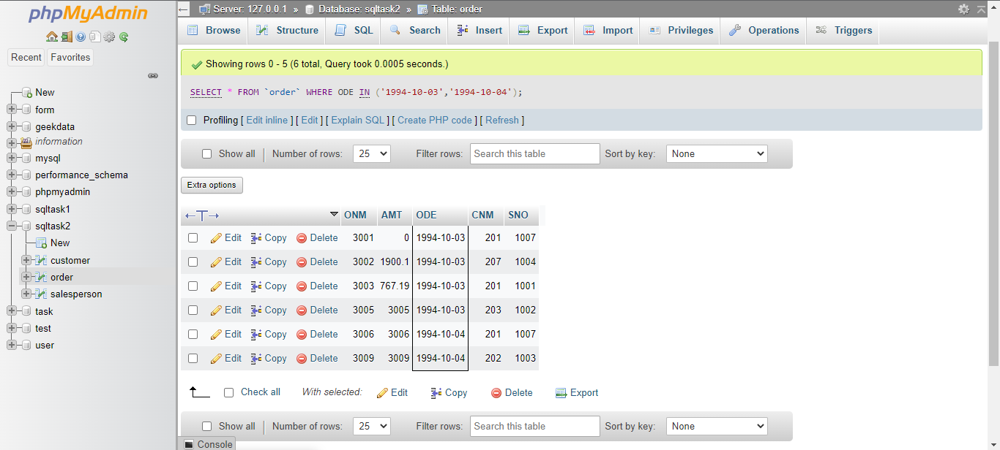 phpMyAdmin
Recent Favorites
New
form
geekdata
information
mysql
performance_schema
phpmyadmin
sqltask1
sqltask2
New
customer
order
salesperson
task
test
user
Server: 127.0.0.1 » Database: sqltask2 » Table: order
Browse Structure SQL Search Insert Export Import Privileges Operations Triggers
Showing rows 0 - 5 (6 total, Query took 0.0005 seconds.)
SELECT * FROM `order` WHERE ODE IN ('1994-10-03','1994-10-04');
Profiling [ Edit inline ] [ Edit ] [ Explain SQL ] [ Create PHP code ] [ Refresh ]
Show all | Number of rows: 25 Filter rows: Search this table Sort by key: None
Extra options
←T→ ONM AMT ODE CNM SNO
Edit Copy Delete 3001 0 1994-10-03 201 1007
Edit Copy Delete 3002 1900.1 1994-10-03 207 1004
Edit Copy Delete 3003 767.19 1994-10-03 201 1001
Edit Copy Delete 3005 3005 1994-10-03 203 1002
Edit Copy Delete 3006 3006 1994-10-04 201 1007
Edit Copy Delete 3009 3009 1994-10-04 202 1003
Check all With selected: Edit Copy Delete Export
Show all | Number of rows: 25 Filter rows: Search this table Sort by key: None
Console